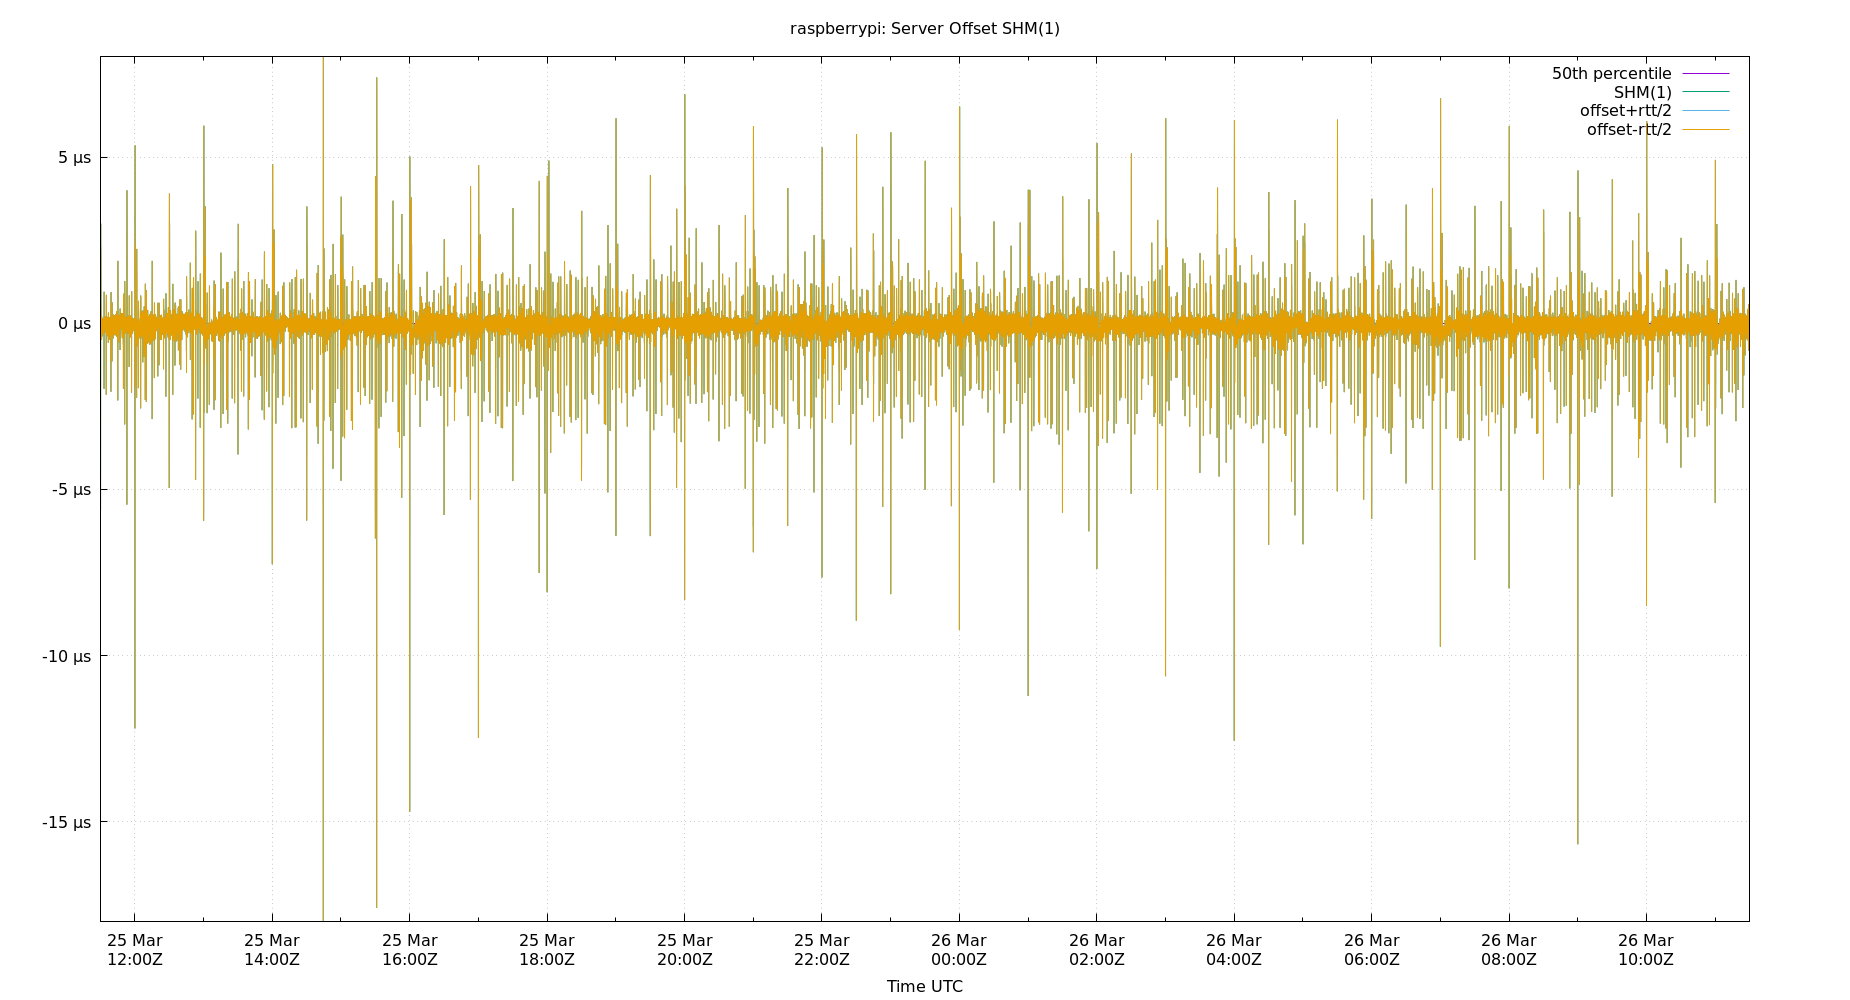 raspberrypi: Server Offset SHM(1)
50th percentile
SHM(1)
offset+rtt/2
offset-rtt/2
5 µs
0 µs
-5 µs
-10 µs
-15 µs
25 Mar 25 Mar 25 Mar 25 Mar 25 Mar 25 Mar 26 Mar 26 Mar 26 Mar 26 Mar 26 Mar 26 Mar
12:00Z 14:00Z 16:00Z 18:00Z 20:00Z 22:00Z 00:00Z 02:00Z 04:00Z 06:00Z 08:00Z 10:00Z
Time UTC